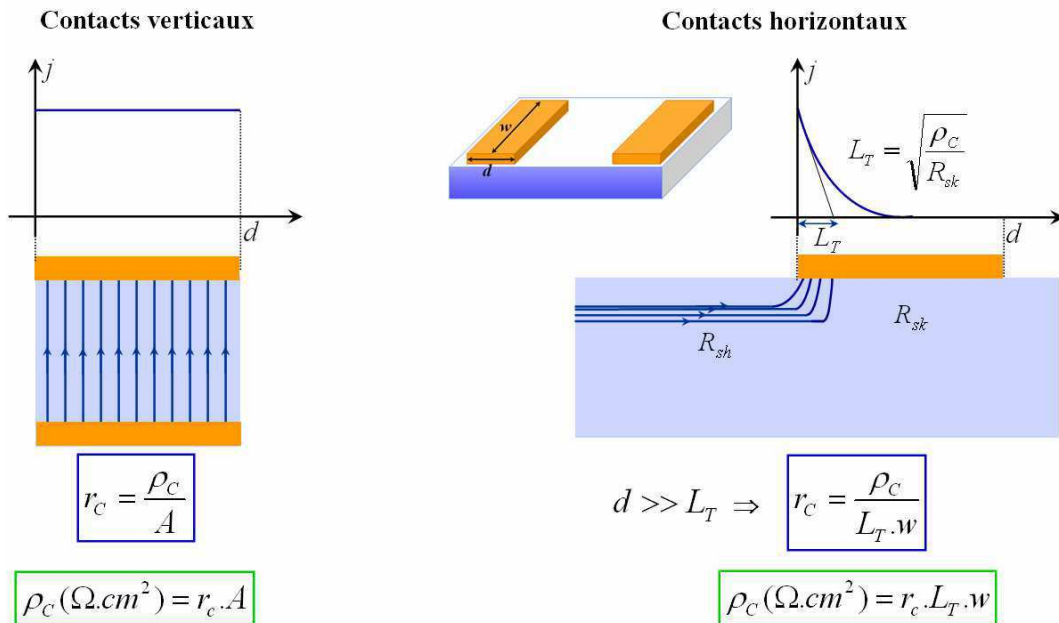 Contacts verticaux
j
d
r_C = ρ_C / A
ρ_C (Ω.cm²) = r_c.A
Contacts horizontaux
w
d
j
L_T = √(ρ_C / R_sk)
L_T
d
R_sh
R_sk
d >> L_T ⇒ r_C = ρ_C / L_T.w
ρ_C (Ω.cm²) = r_c.L_T.w